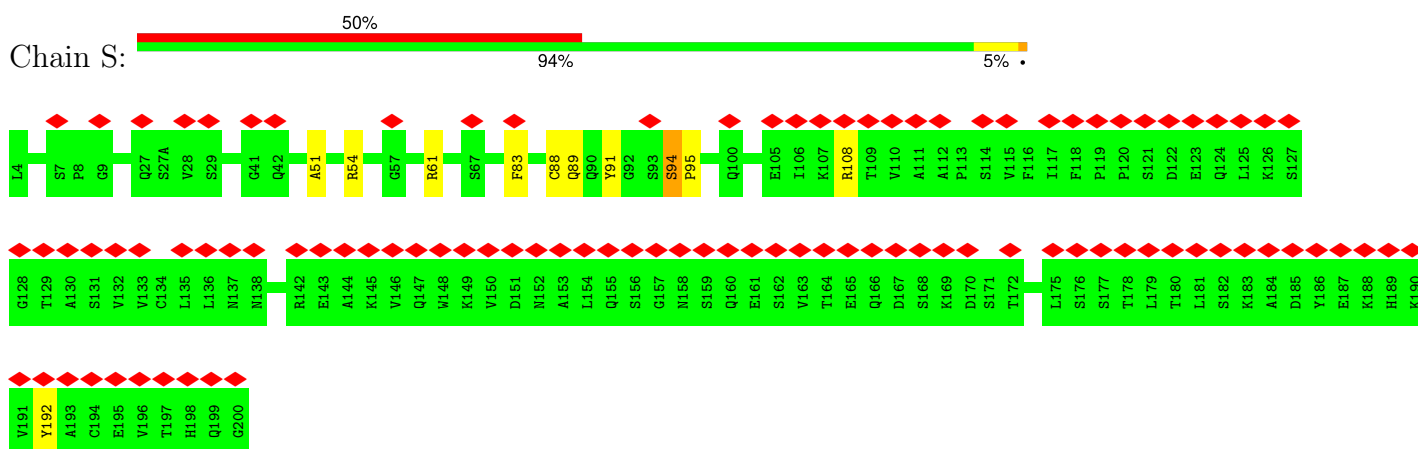 50%
Chain S:
94% 5% •
L4 S7 P8 G9 Q27 S27A V28 S29 G41 Q42 A51 R54 G57 R61 S67 F83 C88 Q89 Q90 Y91 G92 S93 S94 P95 Q100 E105 I106 K107 R108 T109 V110 A111 A112 P113 S114 V115 F116 I117 F118 P119 P120 S121 D122 E123 Q124 L125 K126 S127
G128 T129 A130 S131 V132 V133 C134 L135 L136 N137 N138 R142 E143 A144 K145 V146 Q147 W148 K149 V150 D151 N152 A153 L154 Q155 S156 G157 N158 S159 Q160 E161 S162 V163 T164 E165 Q166 D167 S168 K169 D170 S171 T172 L175 S176 S177 T178 L179 T180 L181 S182 K183 A184 D185 Y186 E187 K188 H189 K190
V191 Y192 A193 C194 E195 V196 T197 H198 Q199 G200